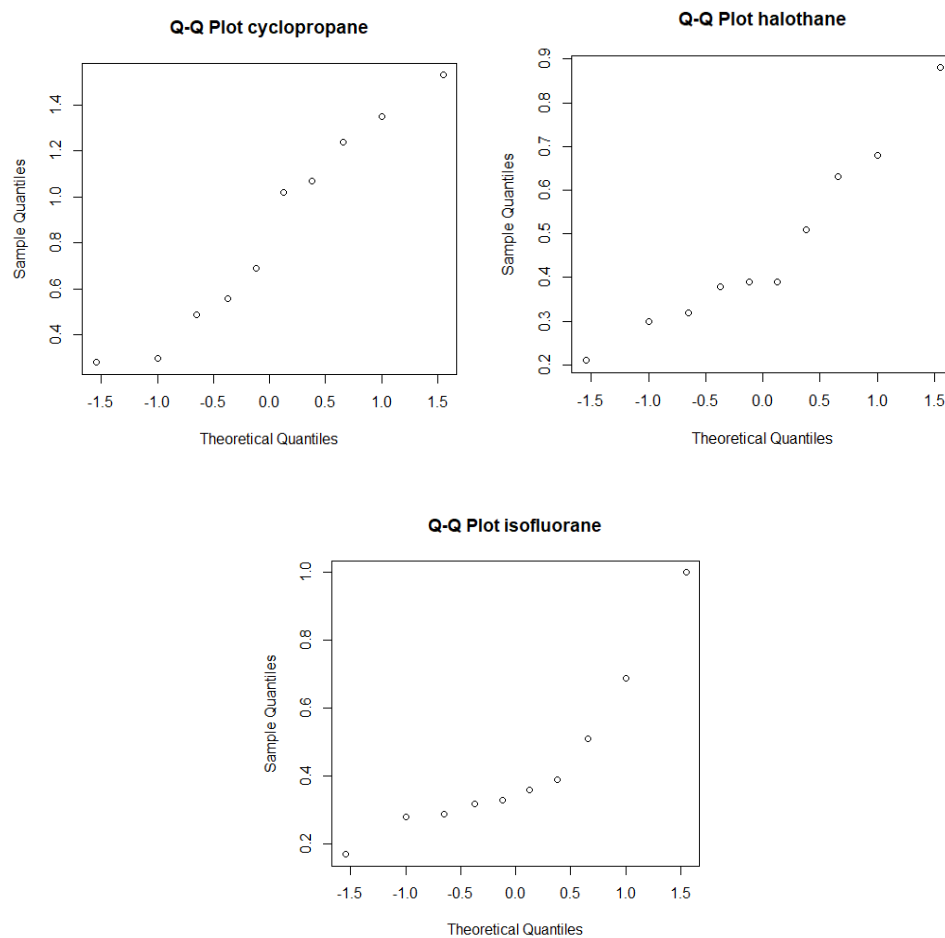 Q-Q Plot cyclopropane
Sample Quantiles
1.4
1.2
1.0
0.8
0.6
0.4
-1.5 -1.0 -0.5 0.0 0.5 1.0 1.5
Theoretical Quantiles
Q-Q Plot halothane
Sample Quantiles
0.9
0.8
0.7
0.6
0.5
0.4
0.3
0.2
-1.5 -1.0 -0.5 0.0 0.5 1.0 1.5
Theoretical Quantiles
Q-Q Plot isofluorane
Sample Quantiles
1.0
0.8
0.6
0.4
0.2
-1.5 -1.0 -0.5 0.0 0.5 1.0 1.5
Theoretical Quantiles